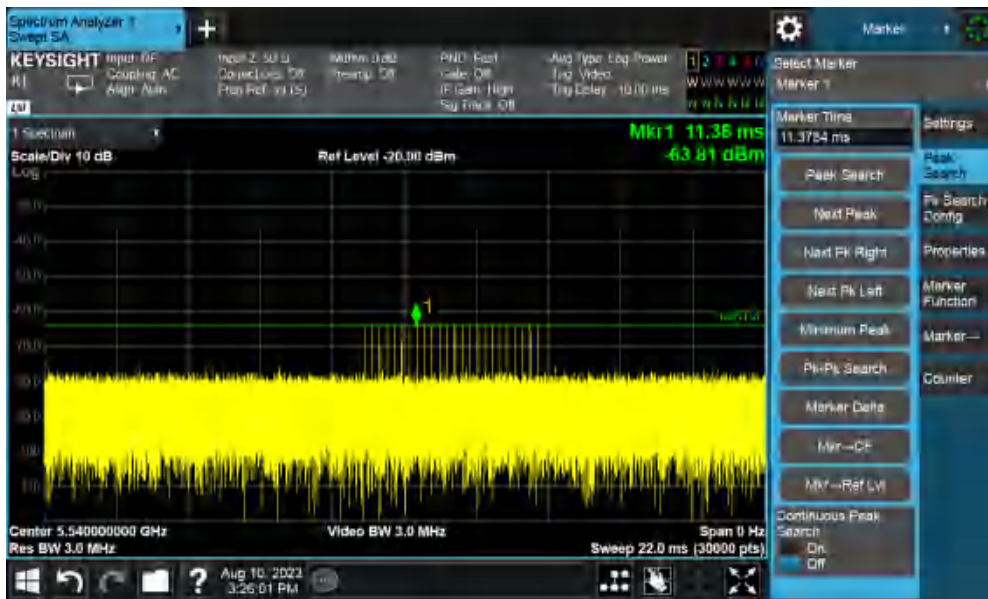 Spectrum Analyzer 1
Swept SA
+
Marker
KEYSIGHT Input: RF
Coupling: AC
Align: Auto
Input Z: 50 Ω
Corrections: Off
Freq Ref: Int (S)
Preamp: Off
PNO: Fast
Gate: Off
IF Gain: High
Sig Track: Off
Avg Type: Log-Power
Trig: Video
Trig Delay: -10.00 ms
Select Marker
Marker 1
1 Spectrum
Scale/Div 10 dB
Log
Ref Level -20.00 dBm
Mkr1 11.38 ms
-63.81 dBm
1
Marker Time
11.3784 ms
Peak Search
Next Peak
Next Pk Right
Next Pk Left
Minimum Peak
Pk-Pk Search
Marker Delta
Mkr→CF
Mkr→Ref Lvl
Continuous Peak
Search
On
Off
Settings
Peak
Search
Pk Search
Config
Properties
Marker
Function
Marker→
Counter
Center 5.540000000 GHz
Res BW 3.0 MHz
Video BW 3.0 MHz
Span 0 Hz
Sweep 22.0 ms (30000 pts)
?
Aug 10, 2023
3:26:01 PM